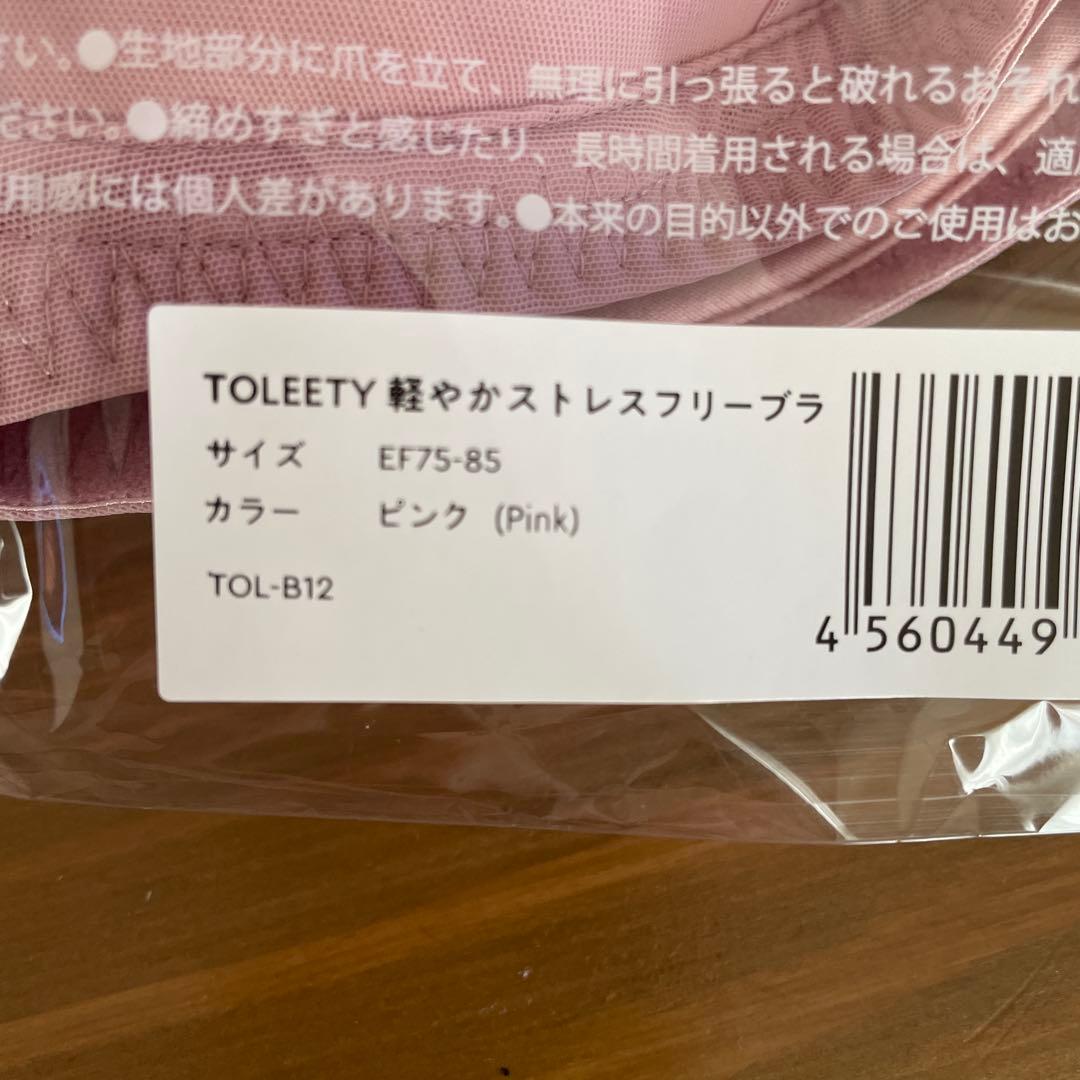 さい。●生地部分に爪を立て、無理に引っ張ると破れるおそれ
ださい。●締めすぎと感じたり、長時間着用される場合は、適
用感には個人差があります。●本来の目的以外でのご使用はお
TOLEETY 軽やかストレスフリーブラ
サイズ EF75-85
カラー ピンク (Pink)
TOL-B12
4 560449